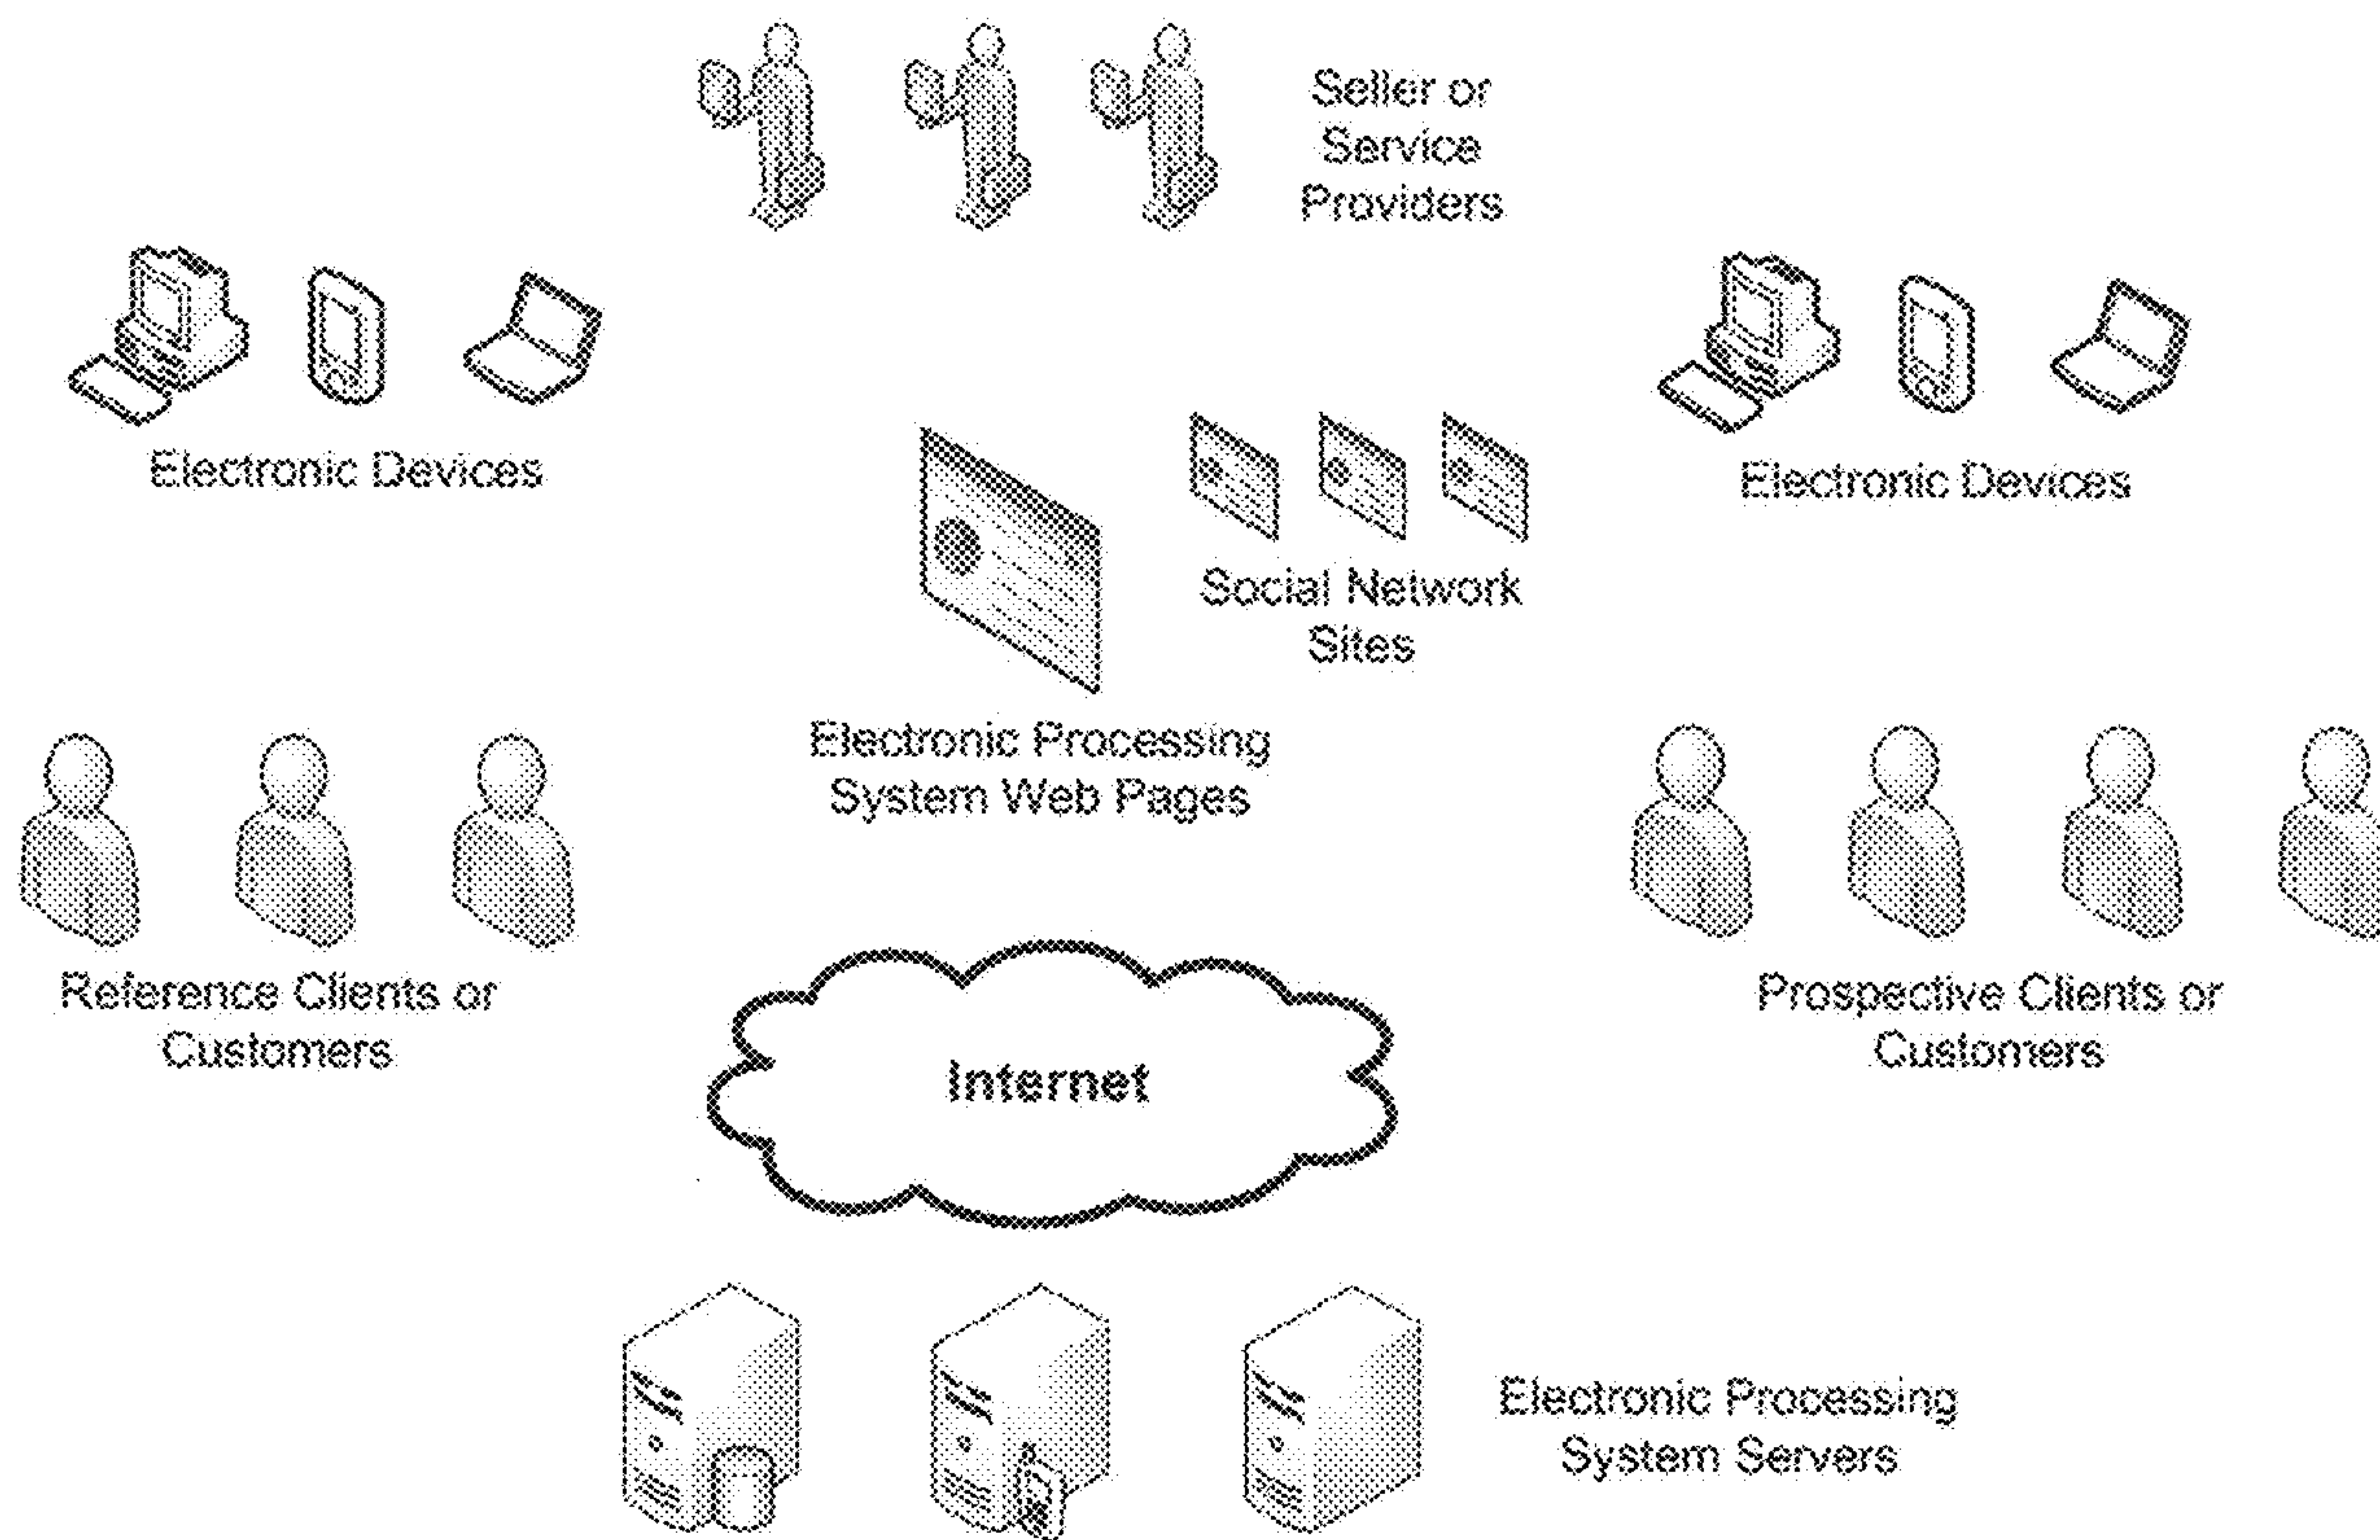 Seller or
Service
Providers
Electronic Devices
Electronic Devices
Social Network
Sites
Electronic Processing
System Web Pages
Reference Clients or
Customers
Prospective Clients or
Customers
Internet
Electronic Processing
System Servers